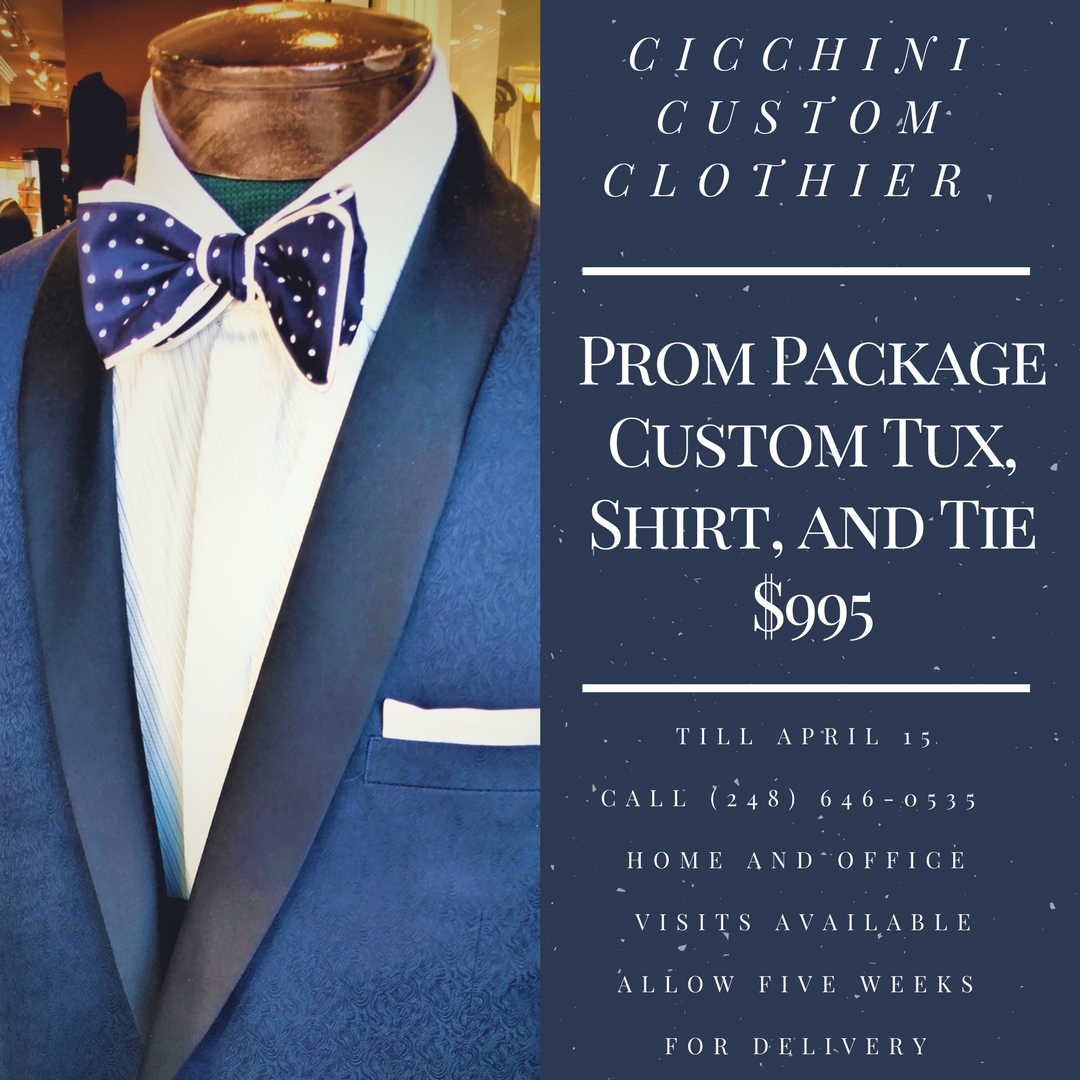 CICCHINI
CUSTOM
CLOTHIER
PROM PACKAGE
CUSTOM TUX,
SHIRT, AND TIE
$995
TILL APRIL 15
CALL (248) 646-0535
HOME AND OFFICE
VISITS AVAILABLE
ALLOW FIVE WEEKS
FOR DELIVERY